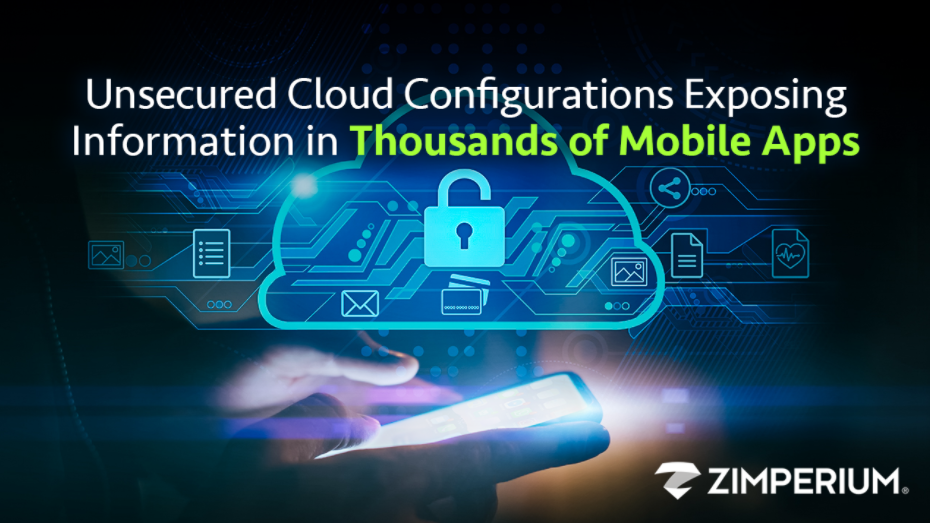 Unsecured Cloud Configurations Exposing
Information in Thousands of Mobile Apps
ZIMPERIUM®